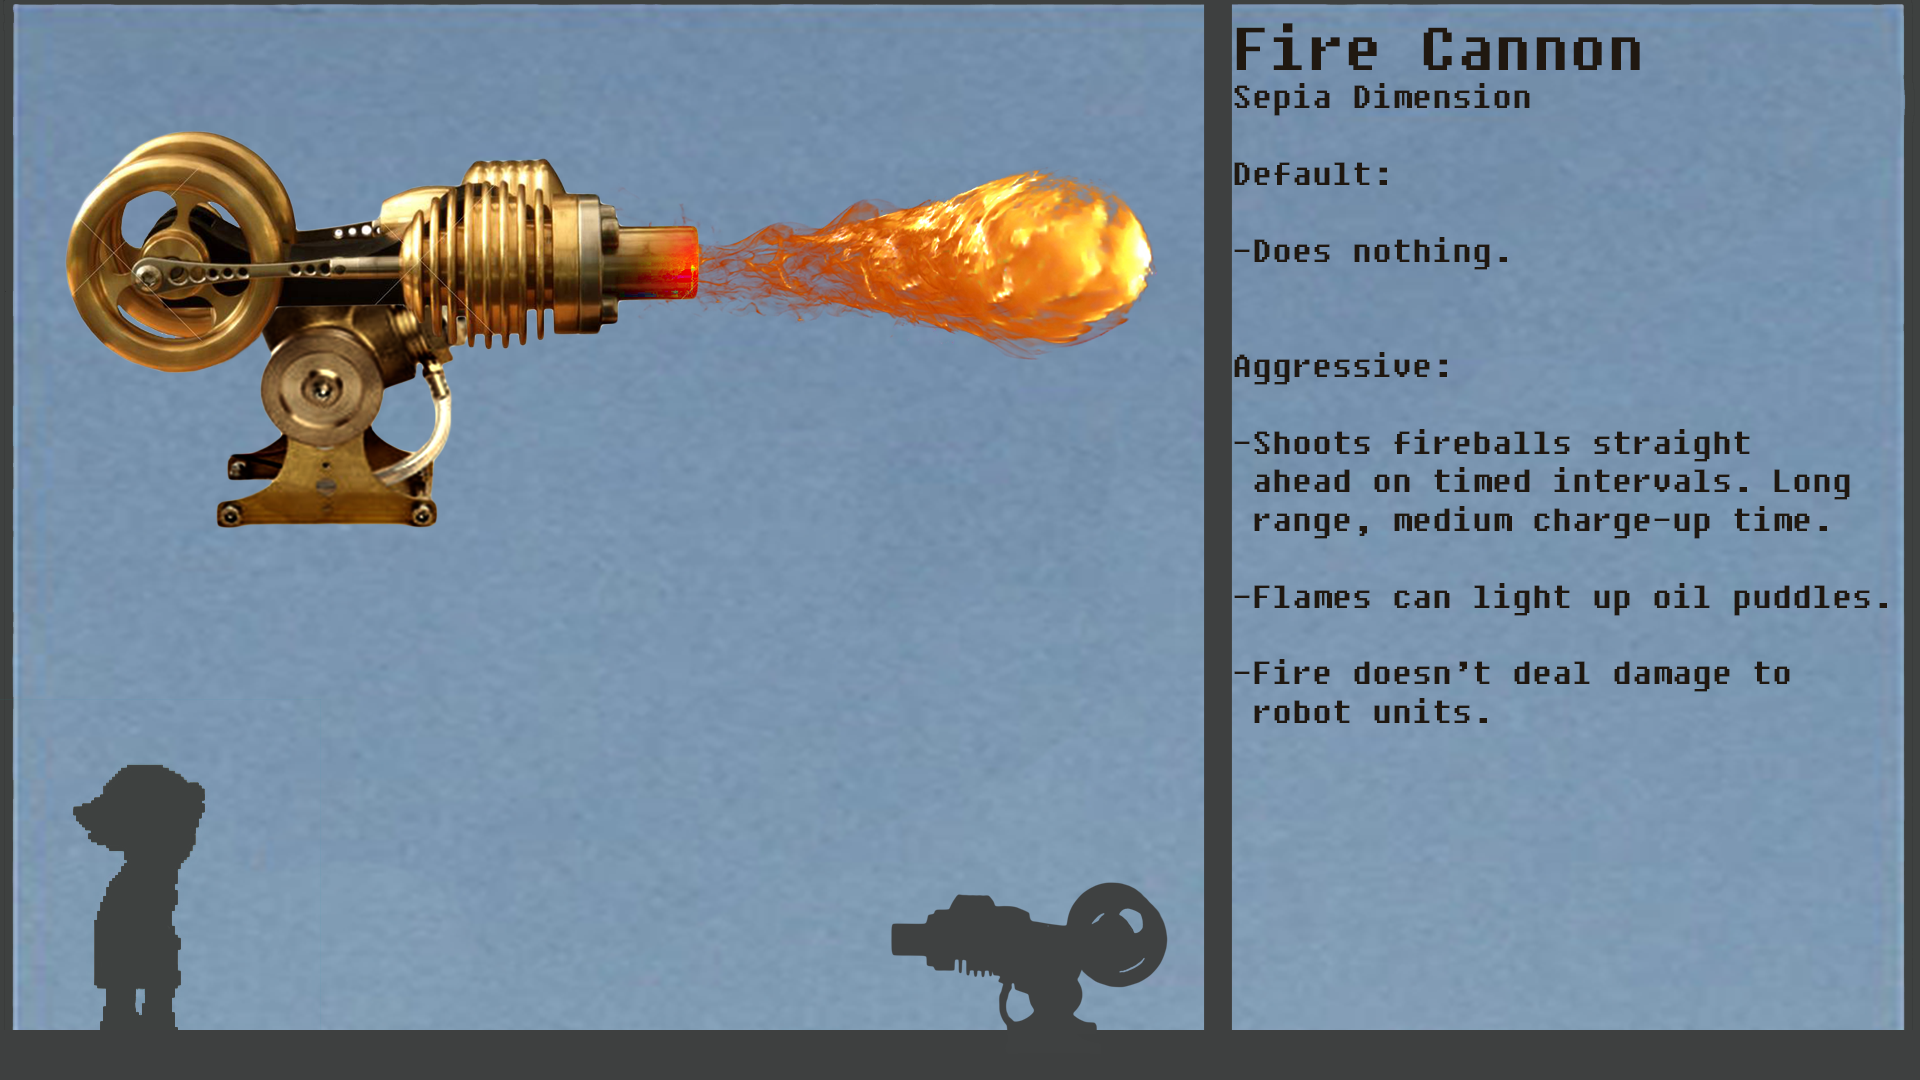 Fire Cannon
Sepia Dimension
Default:
-Does nothing.
Aggressive:
-Shoots fireballs straight
ahead on timed intervals. Long
range, medium charge-up time.
-Flames can light up oil puddles.
-Fire doesn't deal damage to
robot units.